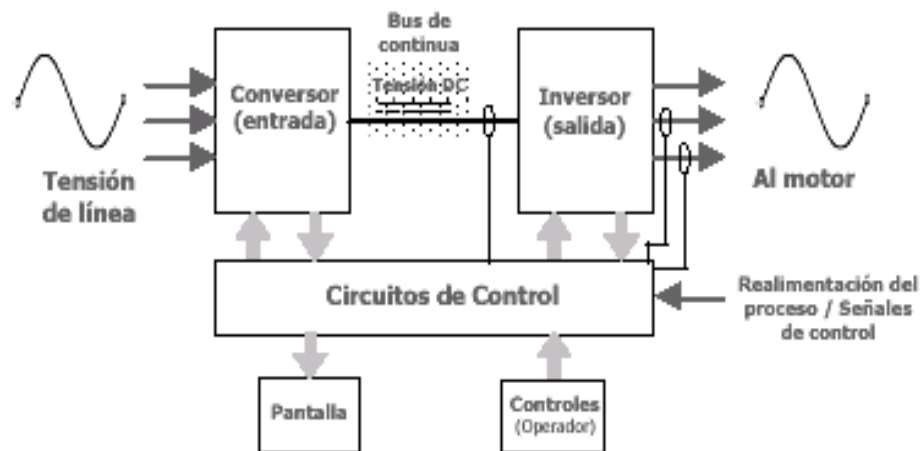 Bus de
continua
Tensión DC
Conversor
(entrada)
Inversor
(salida)
Tensión
de línea
Al motor
Circuitos de Control
Realimentación del
proceso / Señales
de control
Pantalla
Controles
(Operador)